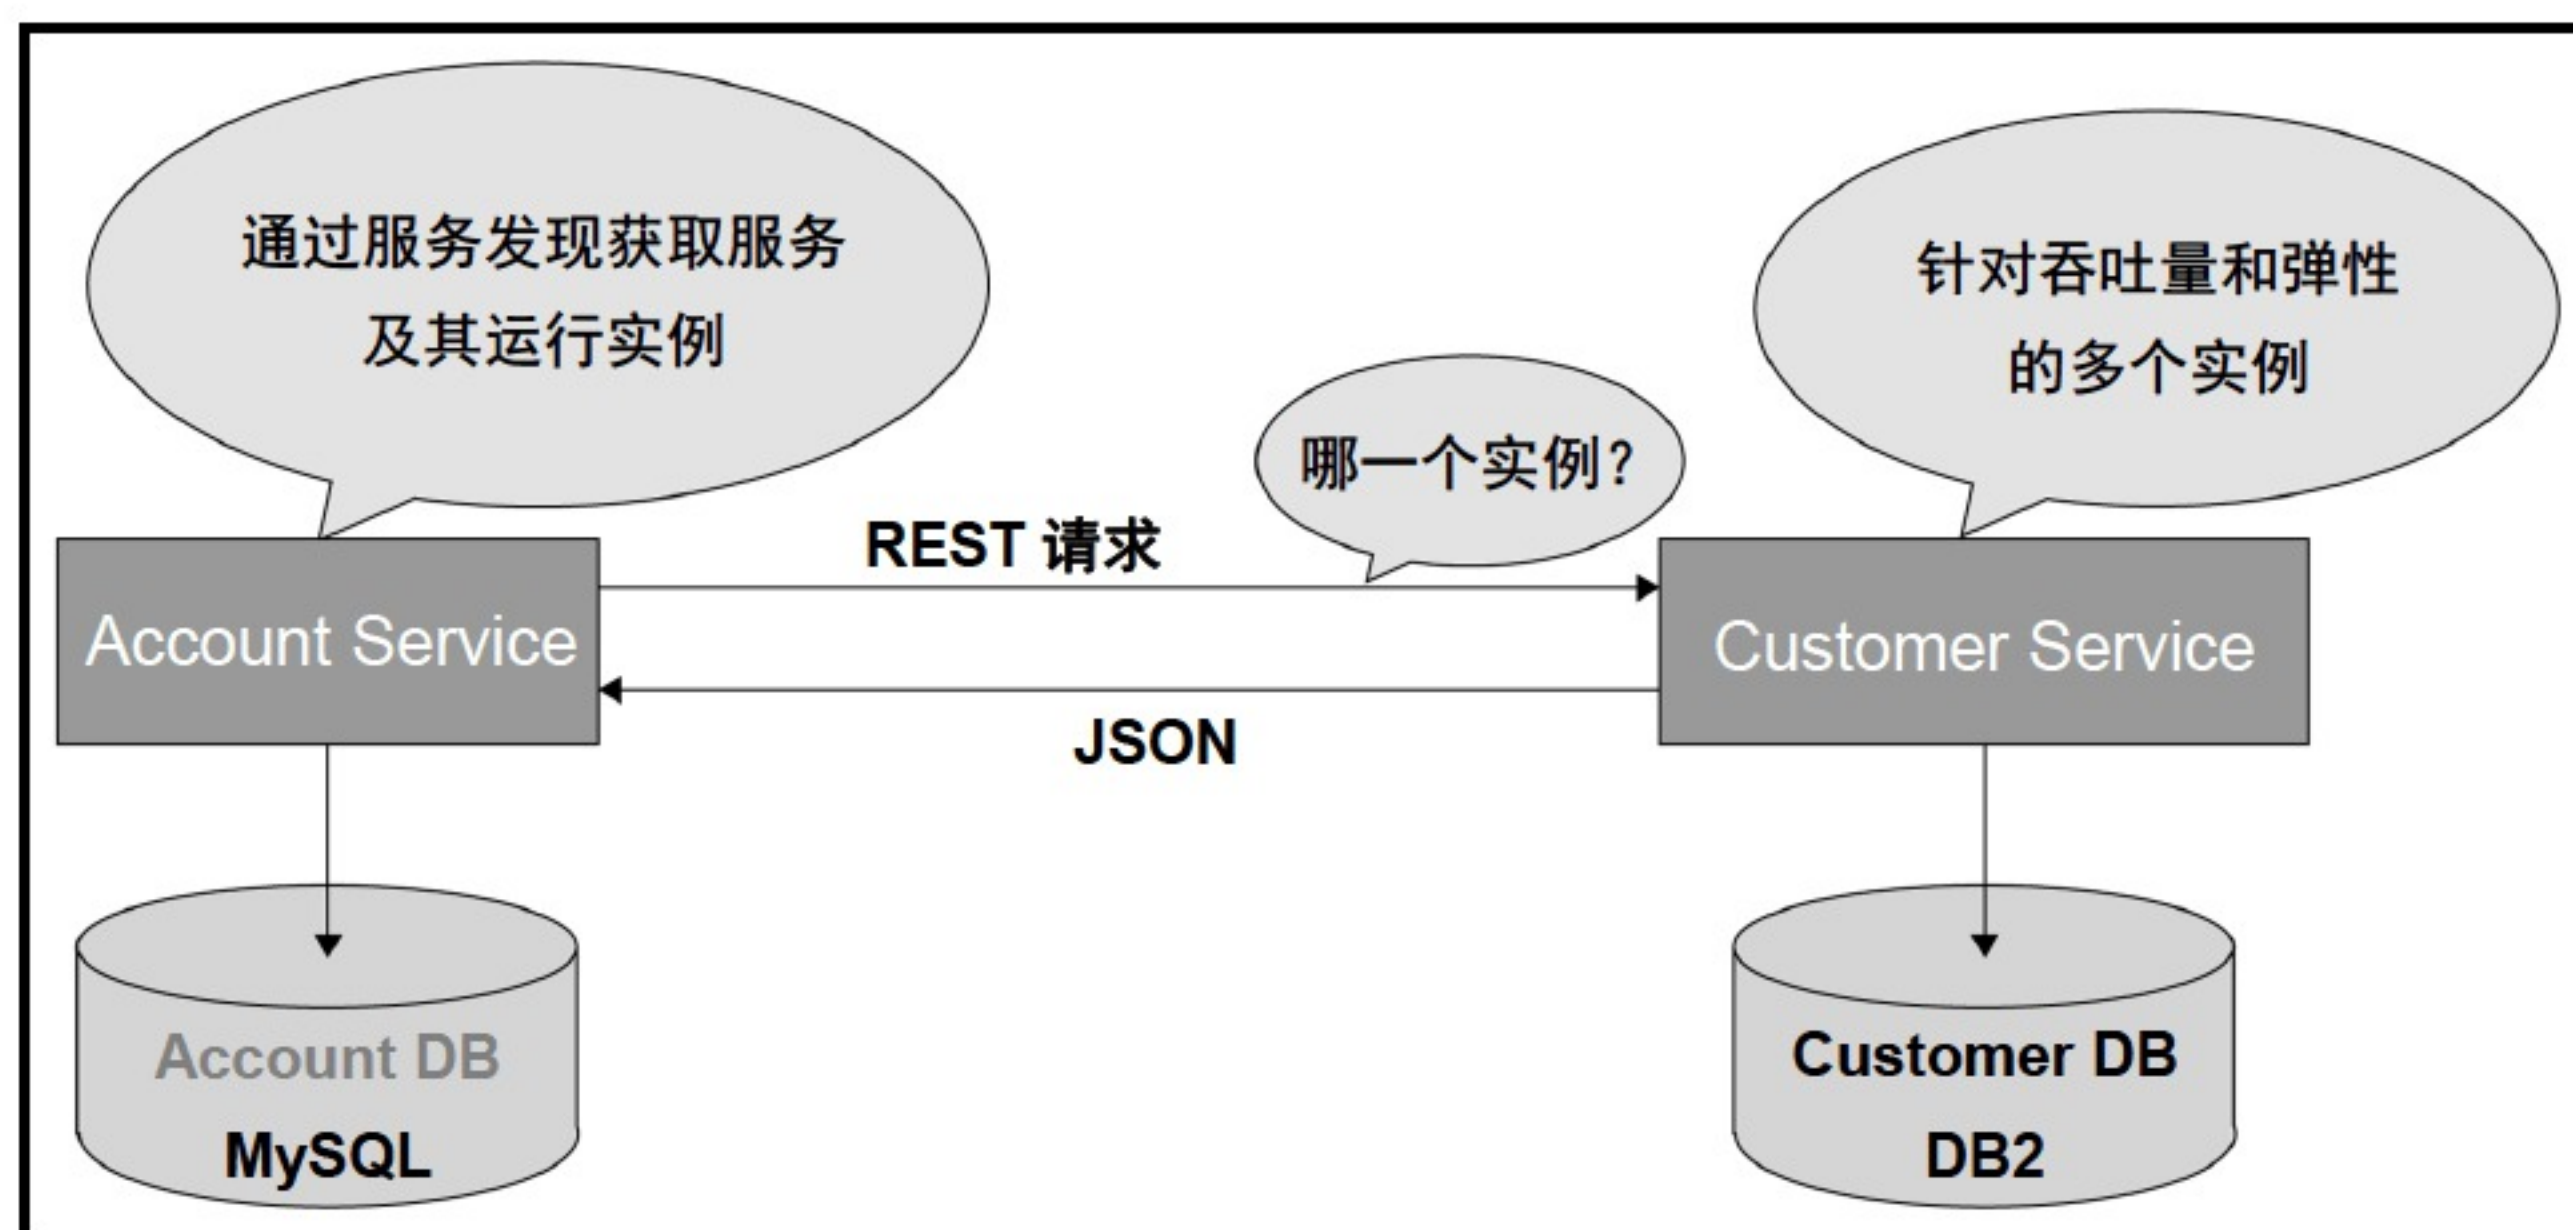 通过服务发现获取服务
及其运行实例
针对吞吐量和弹性
的多个实例
哪一个实例?
REST 请求
Account Service
Customer Service
JSON
Account DB
MySQL
Customer DB
DB2